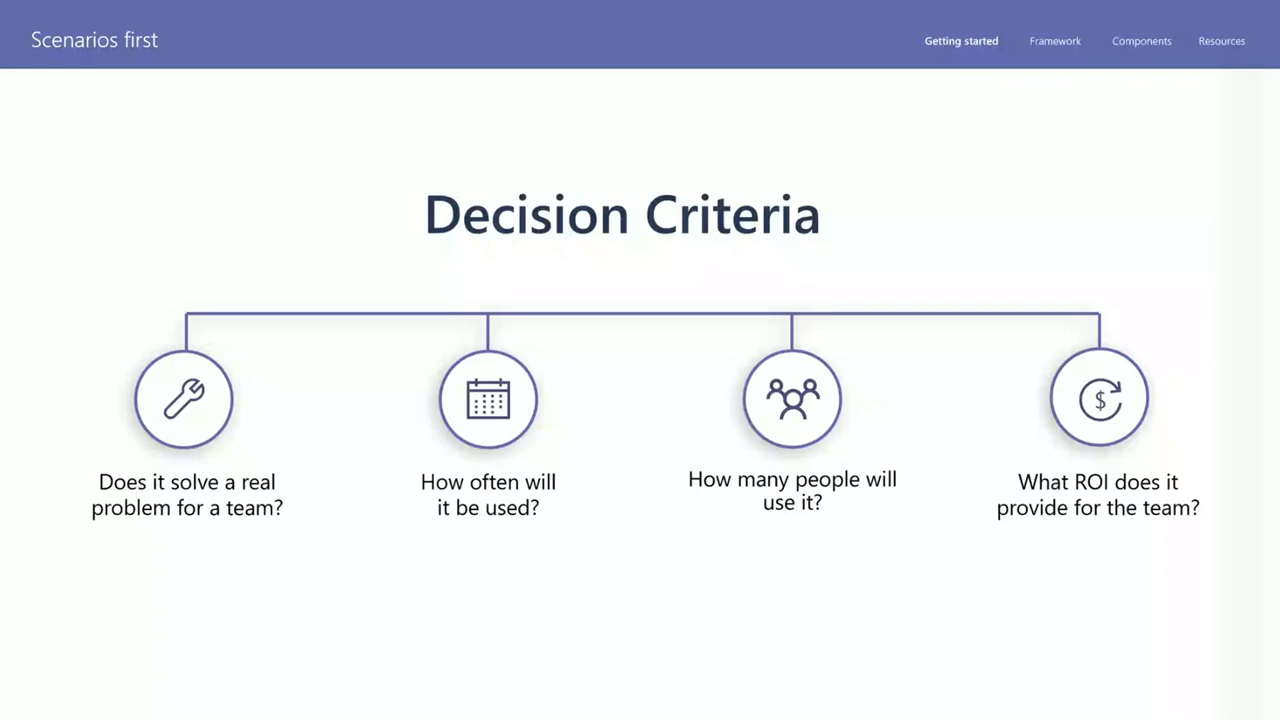 Scenarios first
Getting started
Framework
Components
Resources
Decision Criteria
Does it solve a real
problem for a team?
How often will
it be used?
How many people will
use it?
$
What ROI does it
provide for the team?